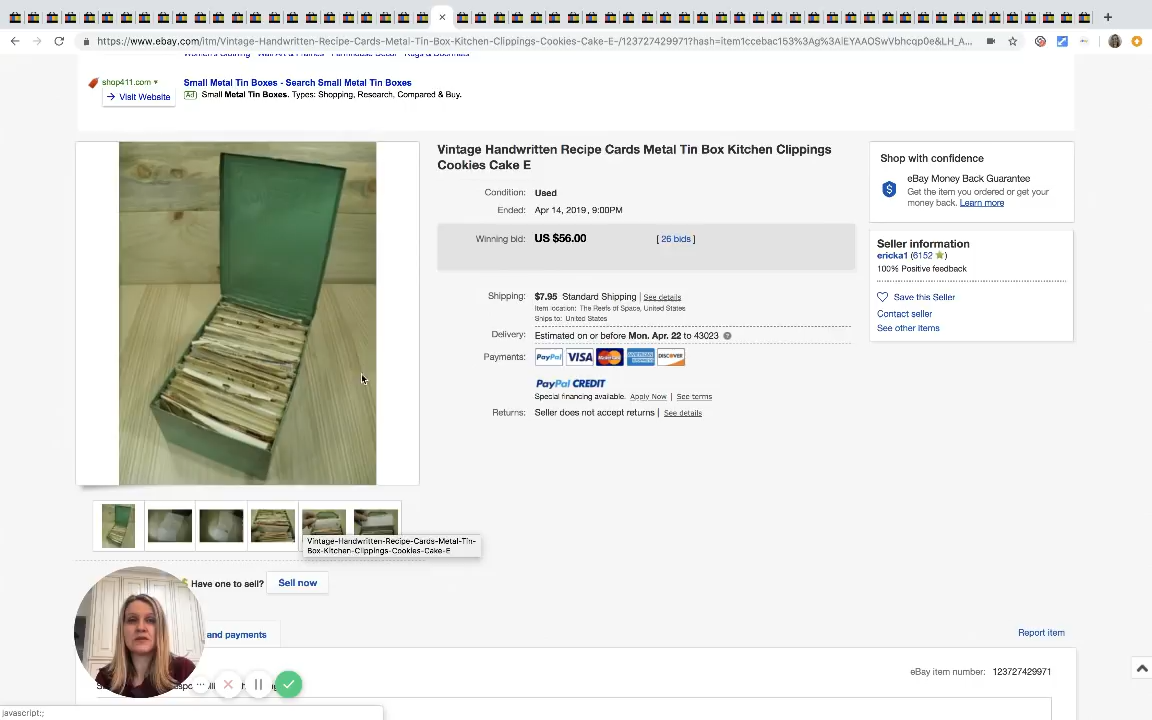 https://www.ebay.com/itm/Vintage-Handwritten-Recipe-Cards-Metal-Tin-Box-Kitchen-Clippings-Cookies-Cake-E-/123727429971?hash=item1ccebac153%3Ag%3AIEYAAOSwVbhcqp0e&LH_A...
shop411.com
Visit Website
Small Metal Tin Boxes - Search Small Metal Tin Boxes
Ad Small Metal Tin Boxes. Types: Shopping, Research, Compared & Buy.
Vintage Handwritten Recipe Cards Metal Tin Box Kitchen Clippings
Cookies Cake E
Condition: Used
Ended: Apr 14, 2019 , 9:00PM
Winning bid: US $56.00 [ 26 bids ]
Shipping: $7.95 Standard Shipping | See details
Item location: The Reefs of Space, United States
Ships to: United States
Delivery: Estimated on or before Mon. Apr. 22 to 43023
Payments: PayPal VISA MasterCard AMERICAN EXPRESS DISCOVER
PayPal CREDIT
Special financing available. Apply Now | See terms
Returns: Seller does not accept returns | See details
Shop with confidence
eBay Money Back Guarantee
Get the item you ordered or get your
money back. Learn more
Seller information
ericka1 (6152)
100% Positive feedback
Save this Seller
Contact seller
See other items
Vintage-Handwritten-Recipe-Cards-Metal-Tin-
Box-Kitchen-Clippings-Cookies-Cake-E
Have one to sell? Sell now
and payments
Report item
eBay item number: 123727429971
javascript:;